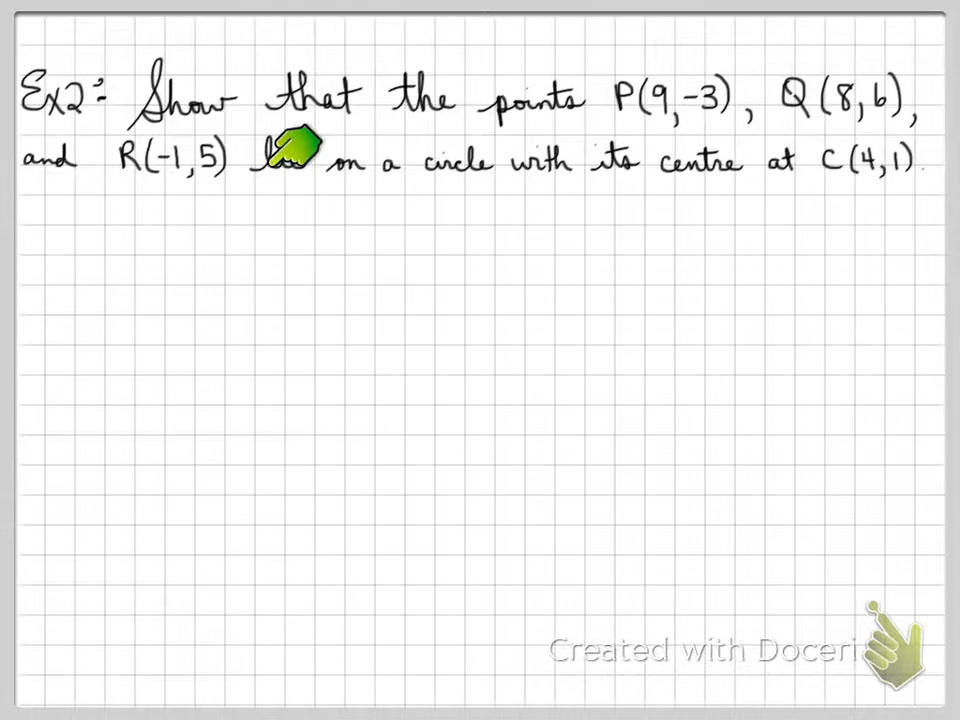 Ex2: Show that the points P(9,-3), Q(8,6),
and R(-1,5) on a circle with its centre at C(4,1).
Created with Doceri